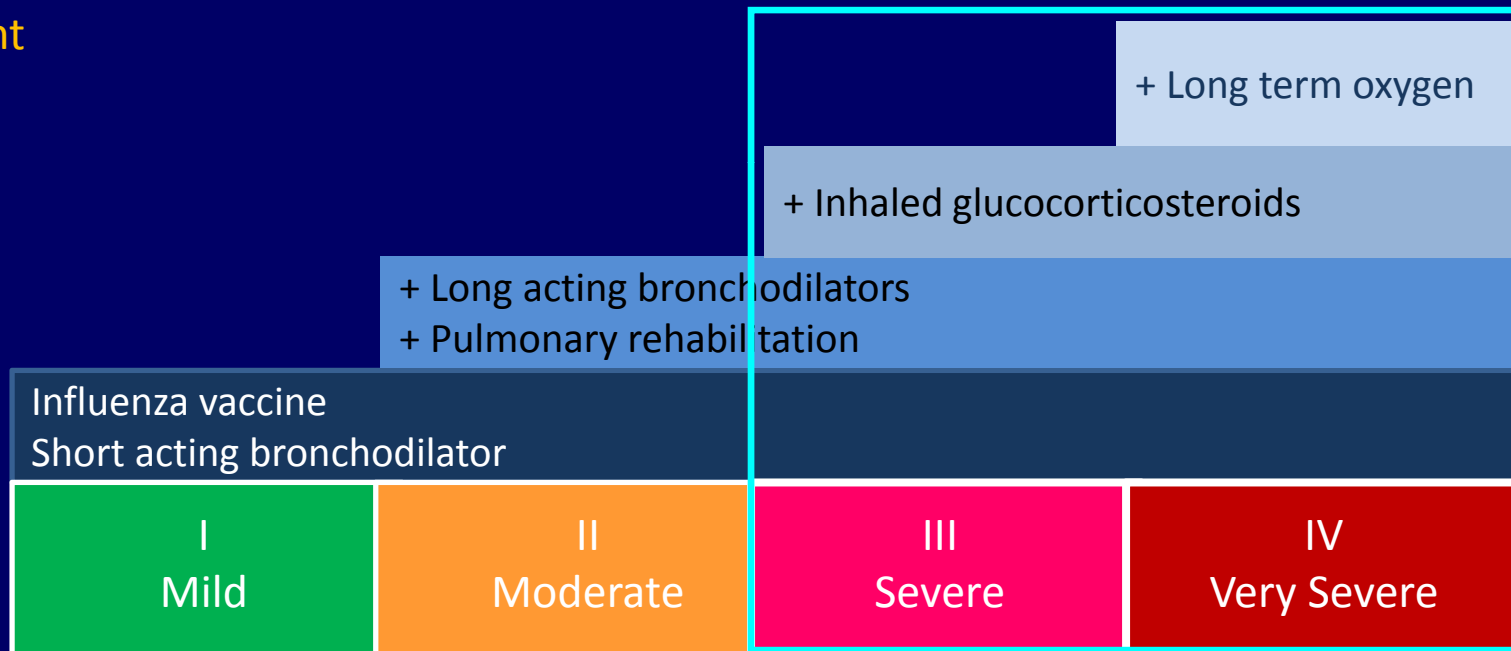 nt
+ Long term oxygen
+ Inhaled glucocorticosteroids
+ Long acting bronchodilators
+ Pulmonary rehabilitation
Influenza vaccine
Short acting bronchodilator
I
Mild
II
Moderate
III
Severe
IV
Very Severe